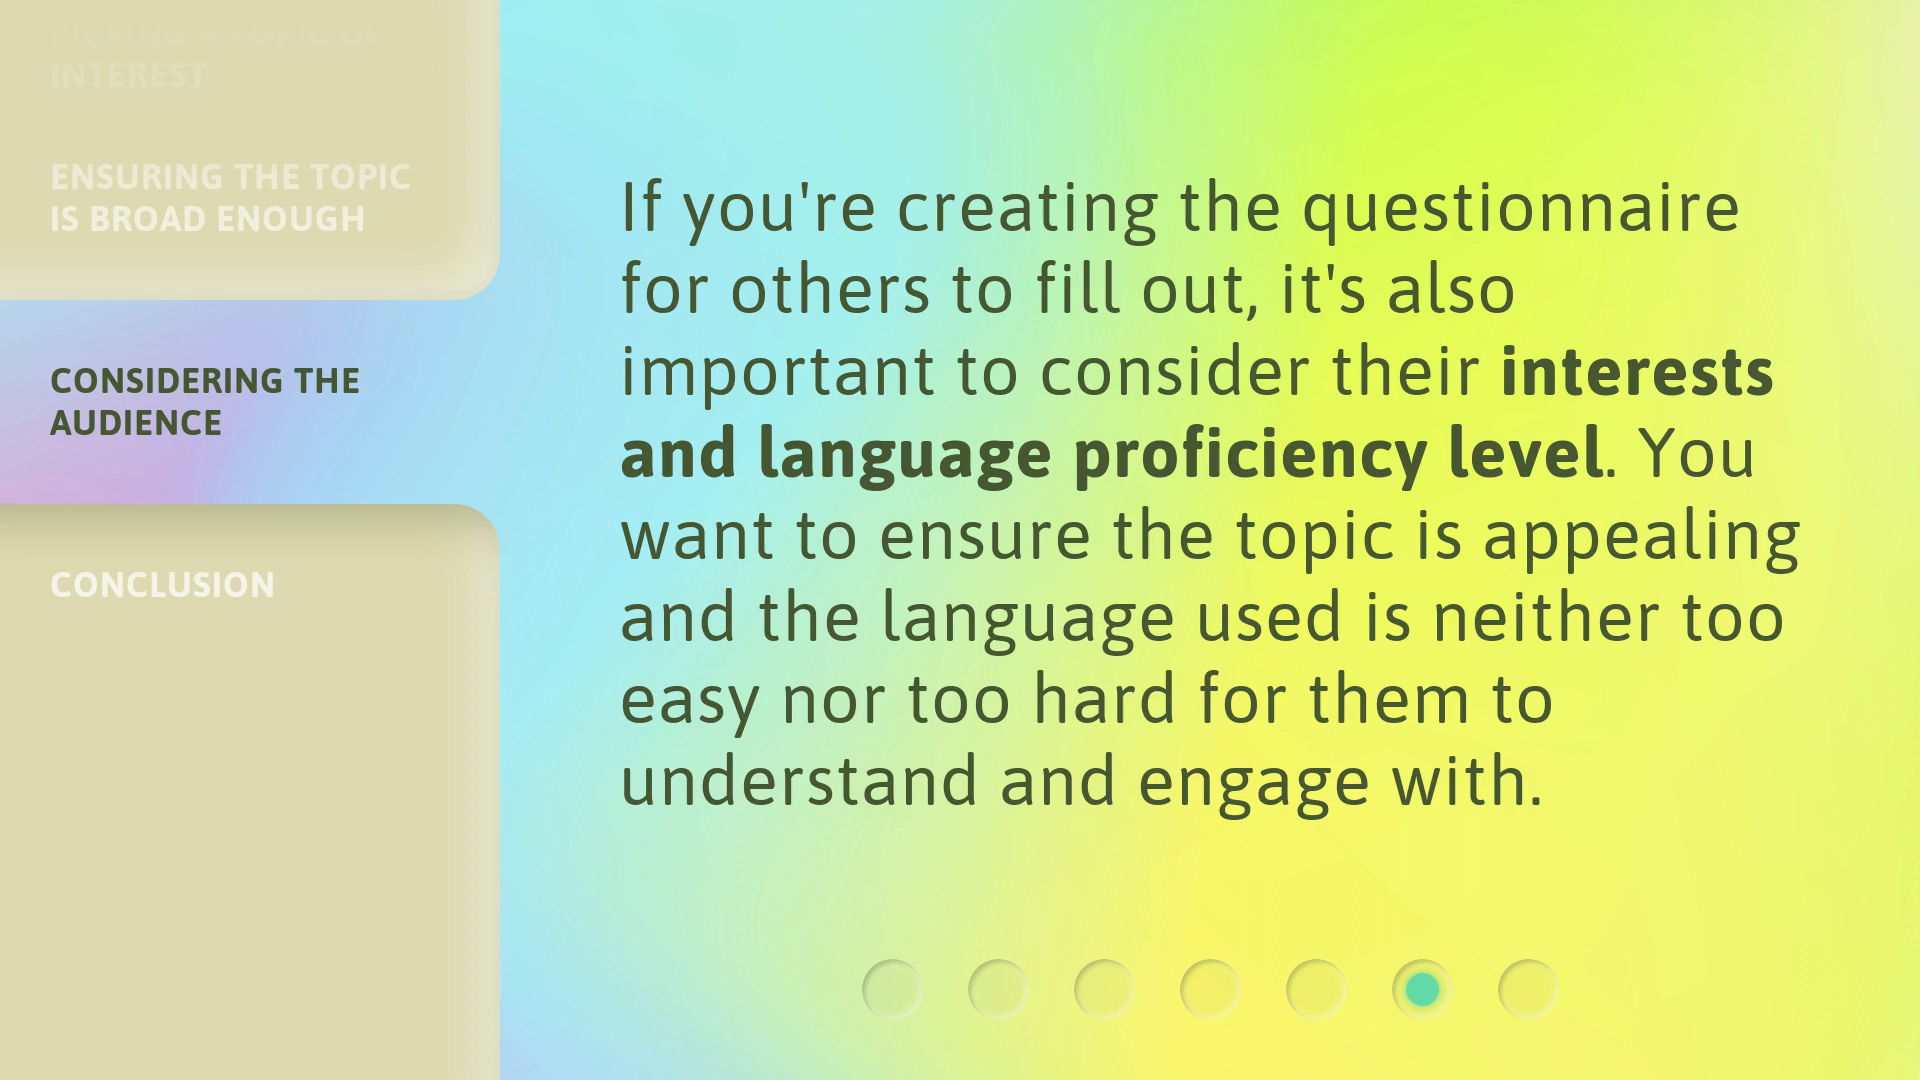 PICKING A TOPIC OF
INTEREST
ENSURING THE TOPIC
IS BROAD ENOUGH
CONSIDERING THE
AUDIENCE
CONCLUSION
If you're creating the questionnaire
for others to fill out, it's also
important to consider their interests
and language proficiency level. You
want to ensure the topic is appealing
and the language used is neither too
easy nor too hard for them to
understand and engage with.